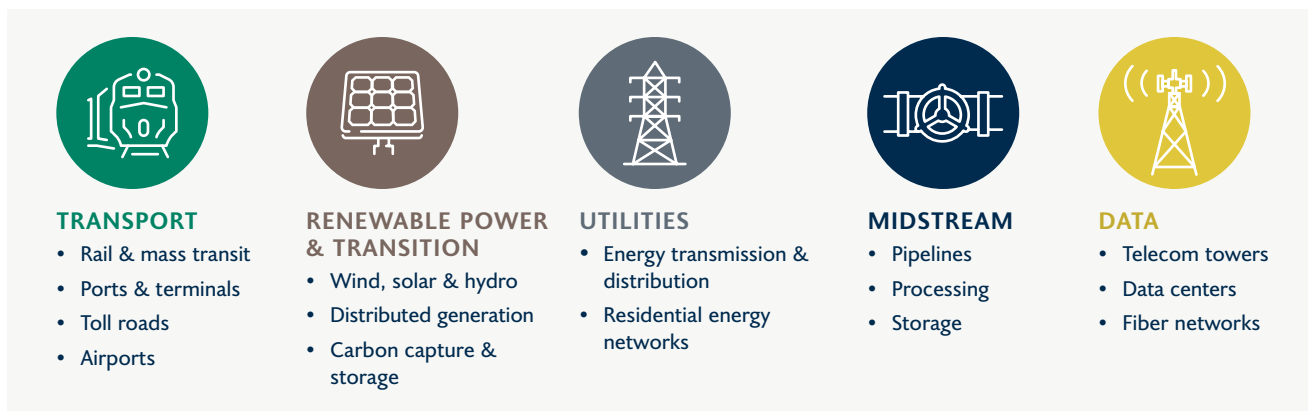 TRANSPORT
• Rail & mass transit
• Ports & terminals
• Toll roads
• Airports
RENEWABLE POWER
& TRANSITION
• Wind, solar & hydro
• Distributed generation
• Carbon capture &
storage
UTILITIES
• Energy transmission &
distribution
• Residential energy
networks
MIDSTREAM
• Pipelines
• Processing
• Storage
DATA
• Telecom towers
• Data centers
• Fiber networks